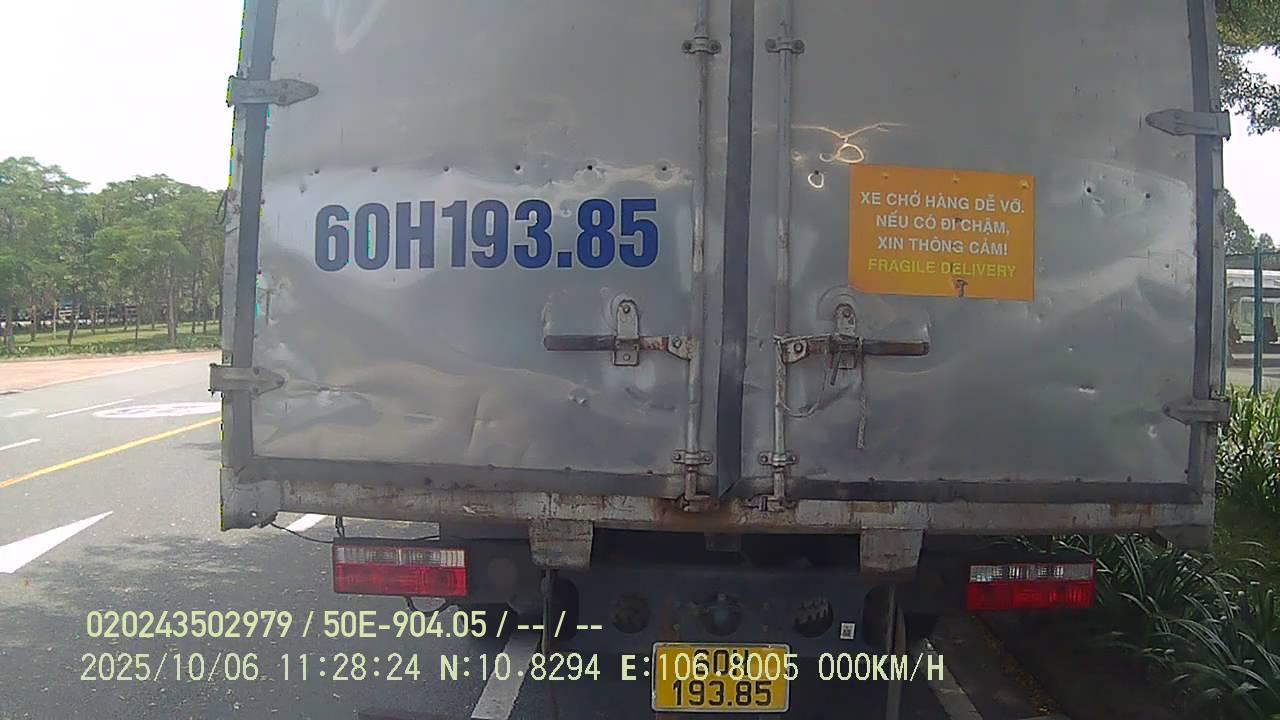 60H193.85
XE CHỞ HÀNG DỄ VỠ.
NẾU CÓ ĐI CHẬM,
XIN THÔNG CẢM!
FRAGILE DELIVERY
020243502979 / 50E-904.05 / -- / --
2025/10/06 11:28:24 N:10.8294 E:106.8005 000KM/H
60H
193.85